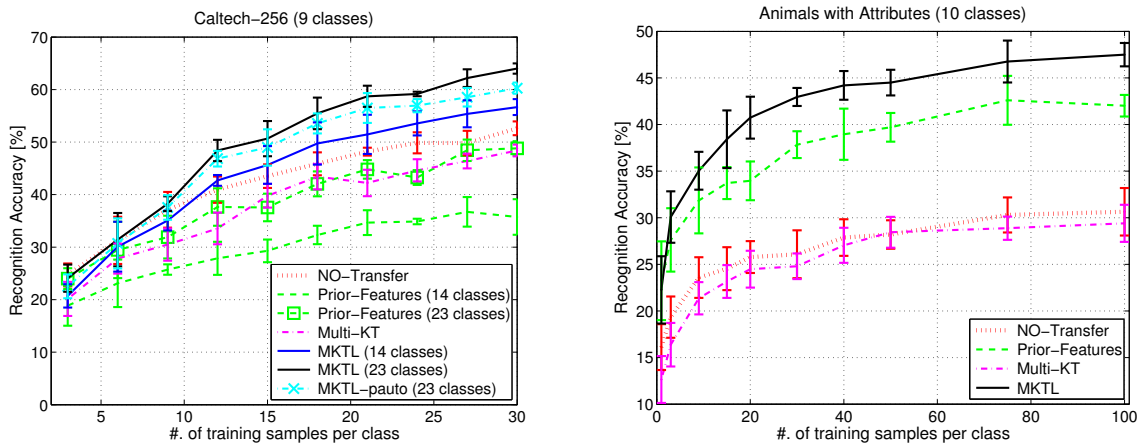 Caltech−256 (9 classes)
Recognition Accuracy [%]
70
60
50
40
30
20
10
0
5
10
15
20
25
30
#. of training samples per class
NO−Transfer
Prior−Features (14 classes)
Prior−Features (23 classes)
Multi−KT
MKTL (14 classes)
MKTL (23 classes)
MKTL−pauto (23 classes)
Animals with Attributes (10 classes)
Recognition Accuracy [%]
50
45
40
35
30
25
20
15
10
0
20
40
60
80
100
#. of training samples per class
NO−Transfer
Prior−Features
Multi−KT
MKTL